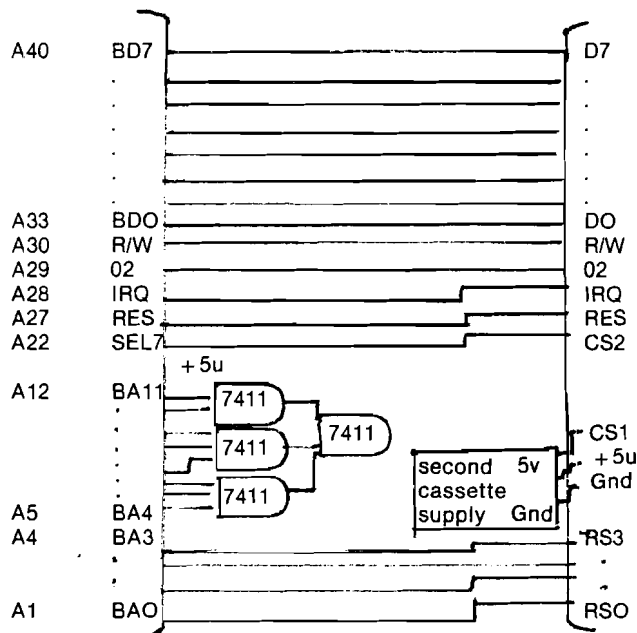 A40 BD7 D7
A33 BDO DO
A30 R/W R/W
A29 02 02
A28 IRQ IRQ
A27 RES RES
A22 SEL7 CS2
+5u
A12 BA11 7411 7411 CS1
7411 +5u
second 5v Gnd
cassette
7411
A5 BA4 supply Gnd
A4 BA3 RS3
A1 BAO RSO